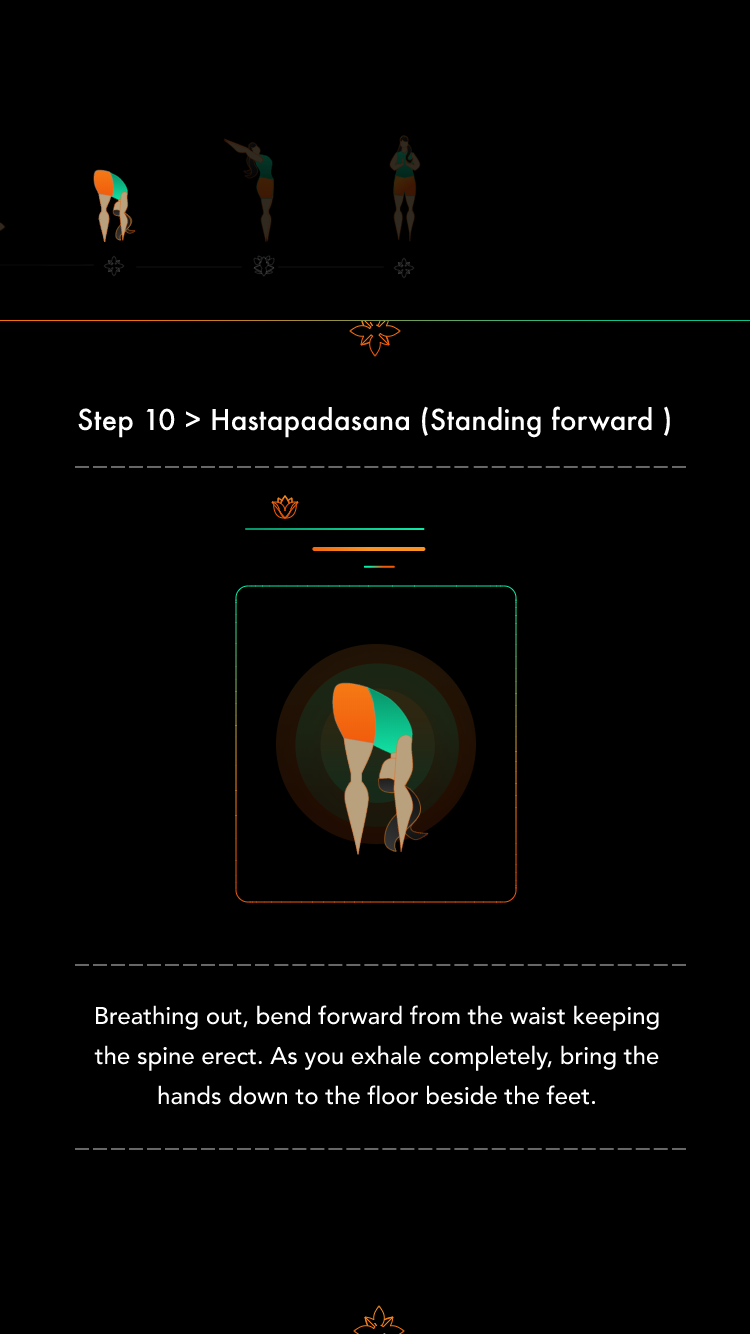 Step 10 > Hastapadasana (Standing forward )
Breathing out, bend forward from the waist keeping
the spine erect. As you exhale completely, bring the
hands down to the floor beside the feet.